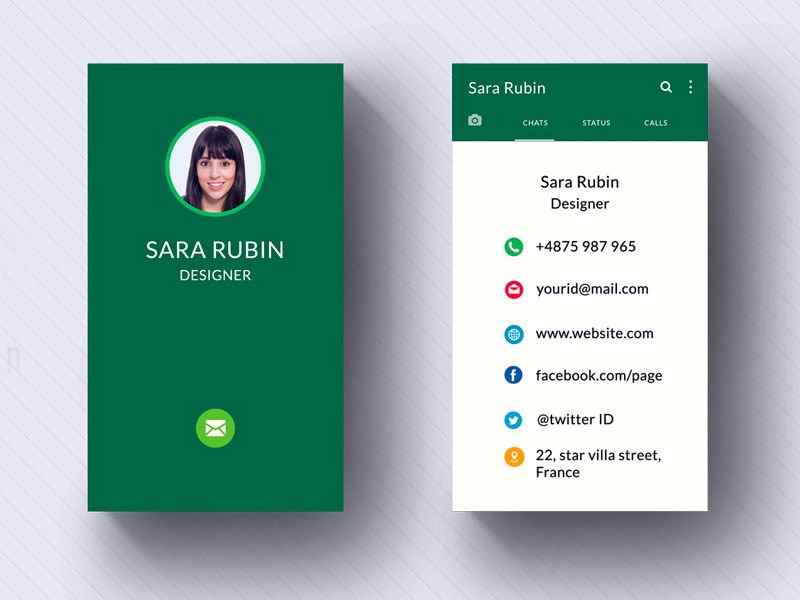 SARA RUBIN
DESIGNER
Sara Rubin
CHATS STATUS CALLS
Sara Rubin
Designer
+4875 987 965
yourid@mail.com
www.website.com
facebook.com/page
@twitter ID
22, star villa street,
France